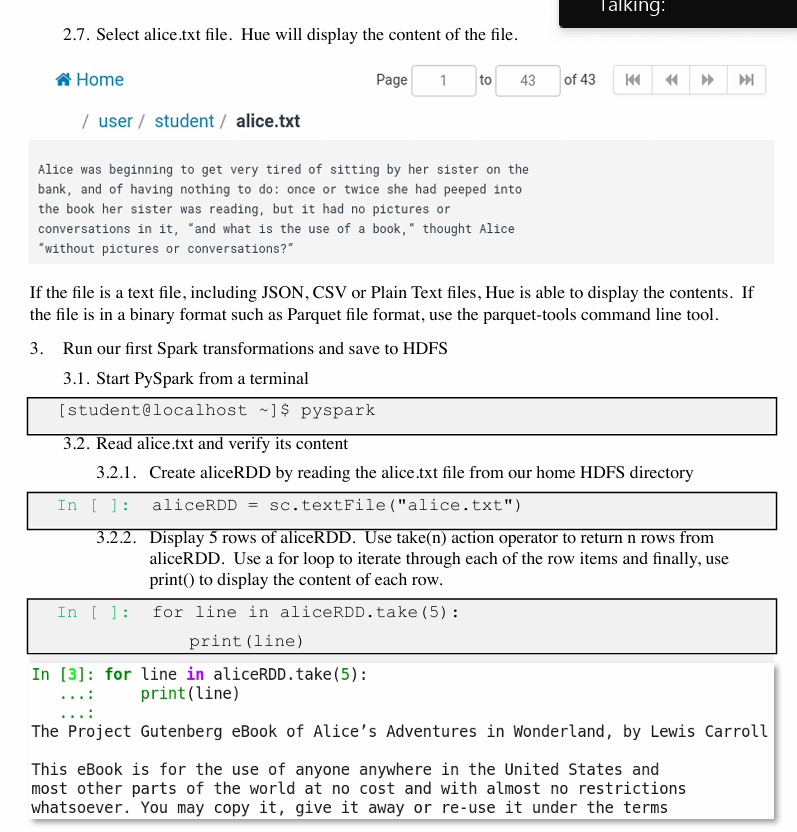 Talking:
2.7. Select alice.txt file.  Hue will display the content of the file.
Home
Page 1 to 43 of 43
/ user / student / alice.txt
Alice was beginning to get very tired of sitting by her sister on the
bank, and of having nothing to do: once or twice she had peeped into
the book her sister was reading, but it had no pictures or
conversations in it, “and what is the use of a book,” thought Alice
“without pictures or conversations?”
If the file is a text file, including JSON, CSV or Plain Text files, Hue is able to display the contents.  If
the file is in a binary format such as Parquet file format, use the parquet-tools command line tool.
3. Run our first Spark transformations and save to HDFS
3.1. Start PySpark from a terminal
[student@localhost ~]$ pyspark
3.2. Read alice.txt and verify its content
3.2.1. Create aliceRDD by reading the alice.txt file from our home HDFS directory
In [ ]: aliceRDD = sc.textFile("alice.txt")
3.2.2. Display 5 rows of aliceRDD.  Use take(n) action operator to return n rows from
aliceRDD.  Use a for loop to iterate through each of the row items and finally, use
print() to display the content of each row.
In [ ]: for line in aliceRDD.take(5):
print(line)
In [3]: for line in aliceRDD.take(5):
...:     print(line)
...:
The Project Gutenberg eBook of Alice’s Adventures in Wonderland, by Lewis Carroll
This eBook is for the use of anyone anywhere in the United States and
most other parts of the world at no cost and with almost no restrictions
whatsoever. You may copy it, give it away or re-use it under the terms